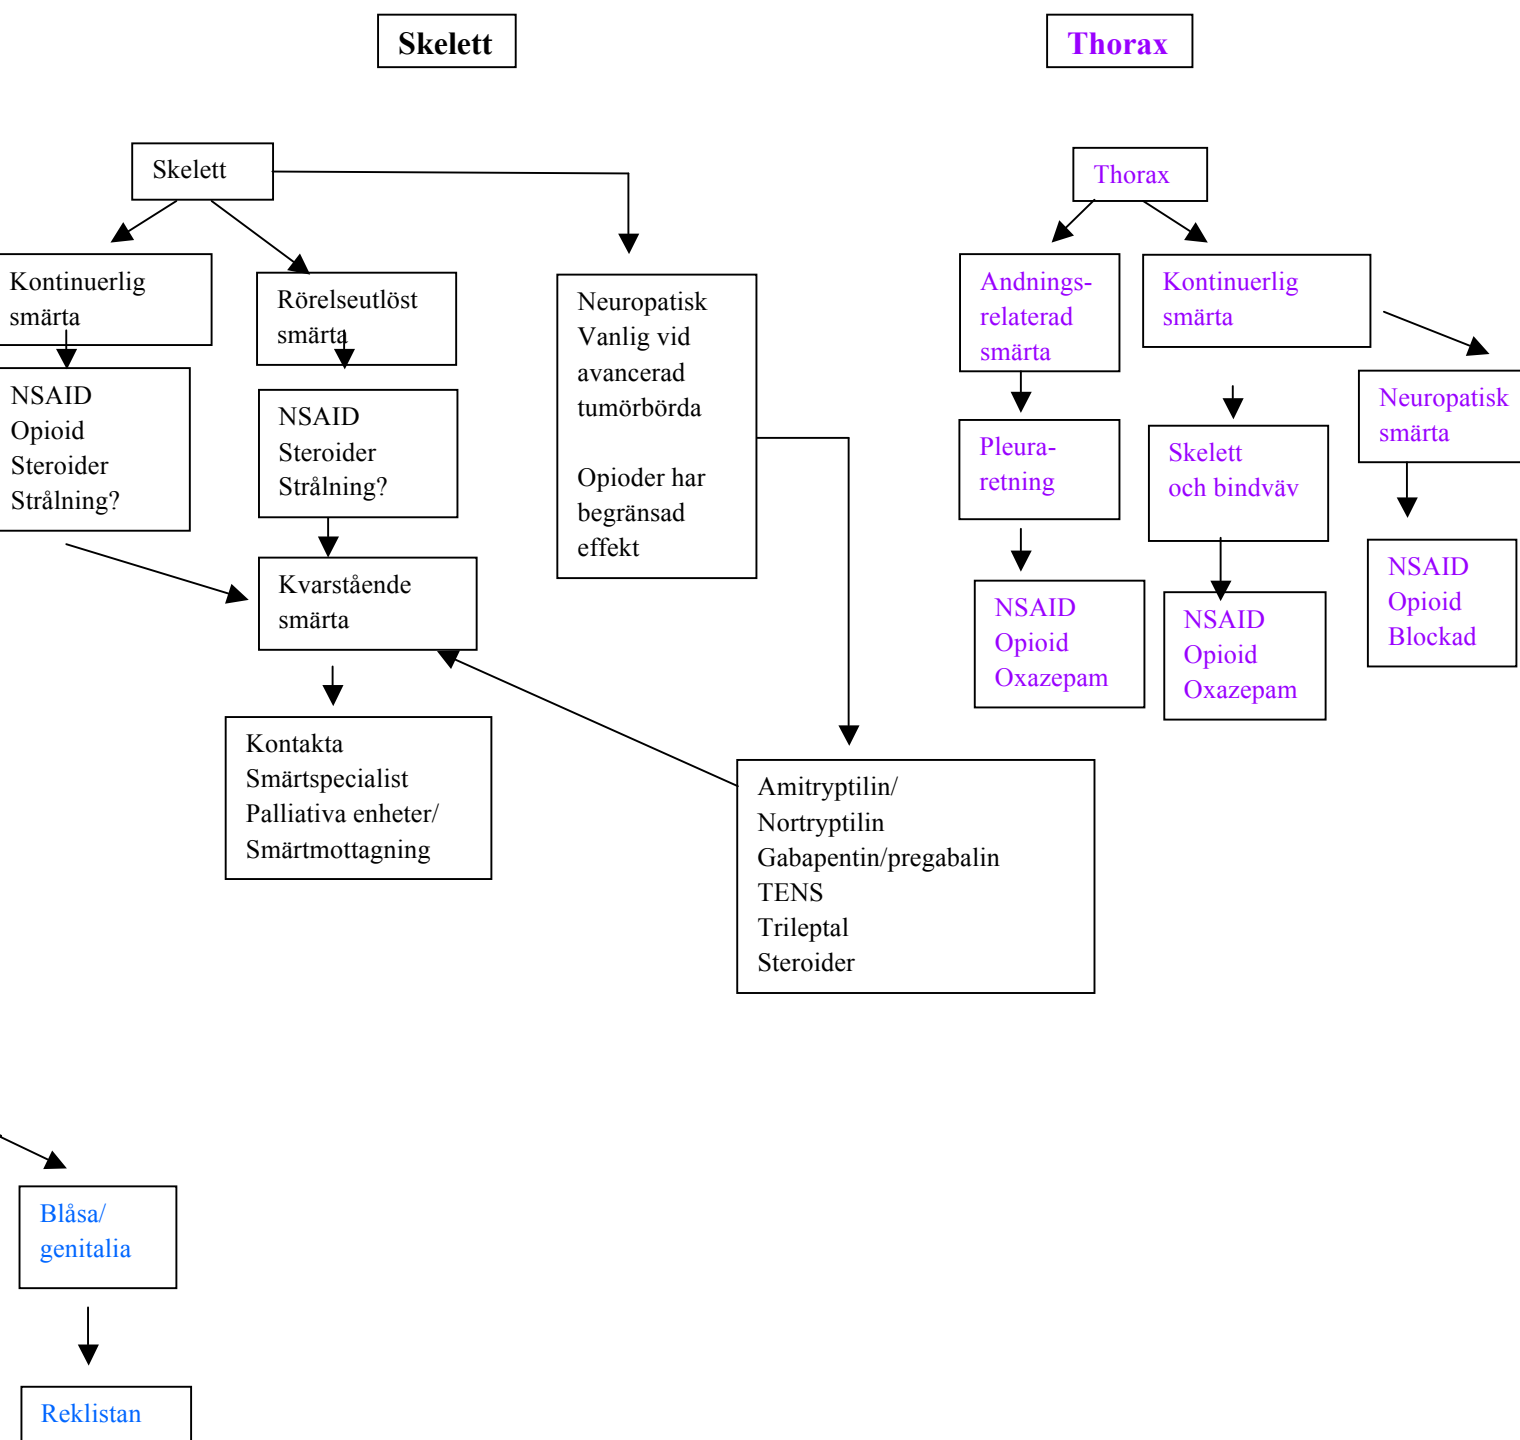 Skelett
Thorax
Skelett
Kontinuerlig
smärta
NSAID
Opioid
Steroider
Strålning?
Rörelseutlöst
smärta
NSAID
Steroider
Strålning?
Kvarstående
smärta
Kontakta
Smärtspecialist
Palliativa enheter/
Smärtmottagning
Neuropatisk
Vanlig vid
avancerad
tumörbörda
Opioder har
begränsad
effekt
Amitryptilin/
Nortryptilin
Gabapentin/pregabalin
TENS
Trileptal
Steroider
Thorax
Andnings-
relaterad
smärta
Pleura-
retning
NSAID
Opioid
Oxazepam
Kontinuerlig
smärta
Skelett
och bindväv
NSAID
Opioid
Oxazepam
Neuropatisk
smärta
NSAID
Opioid
Blockad
Blåsa/
genitalia
Reklistan